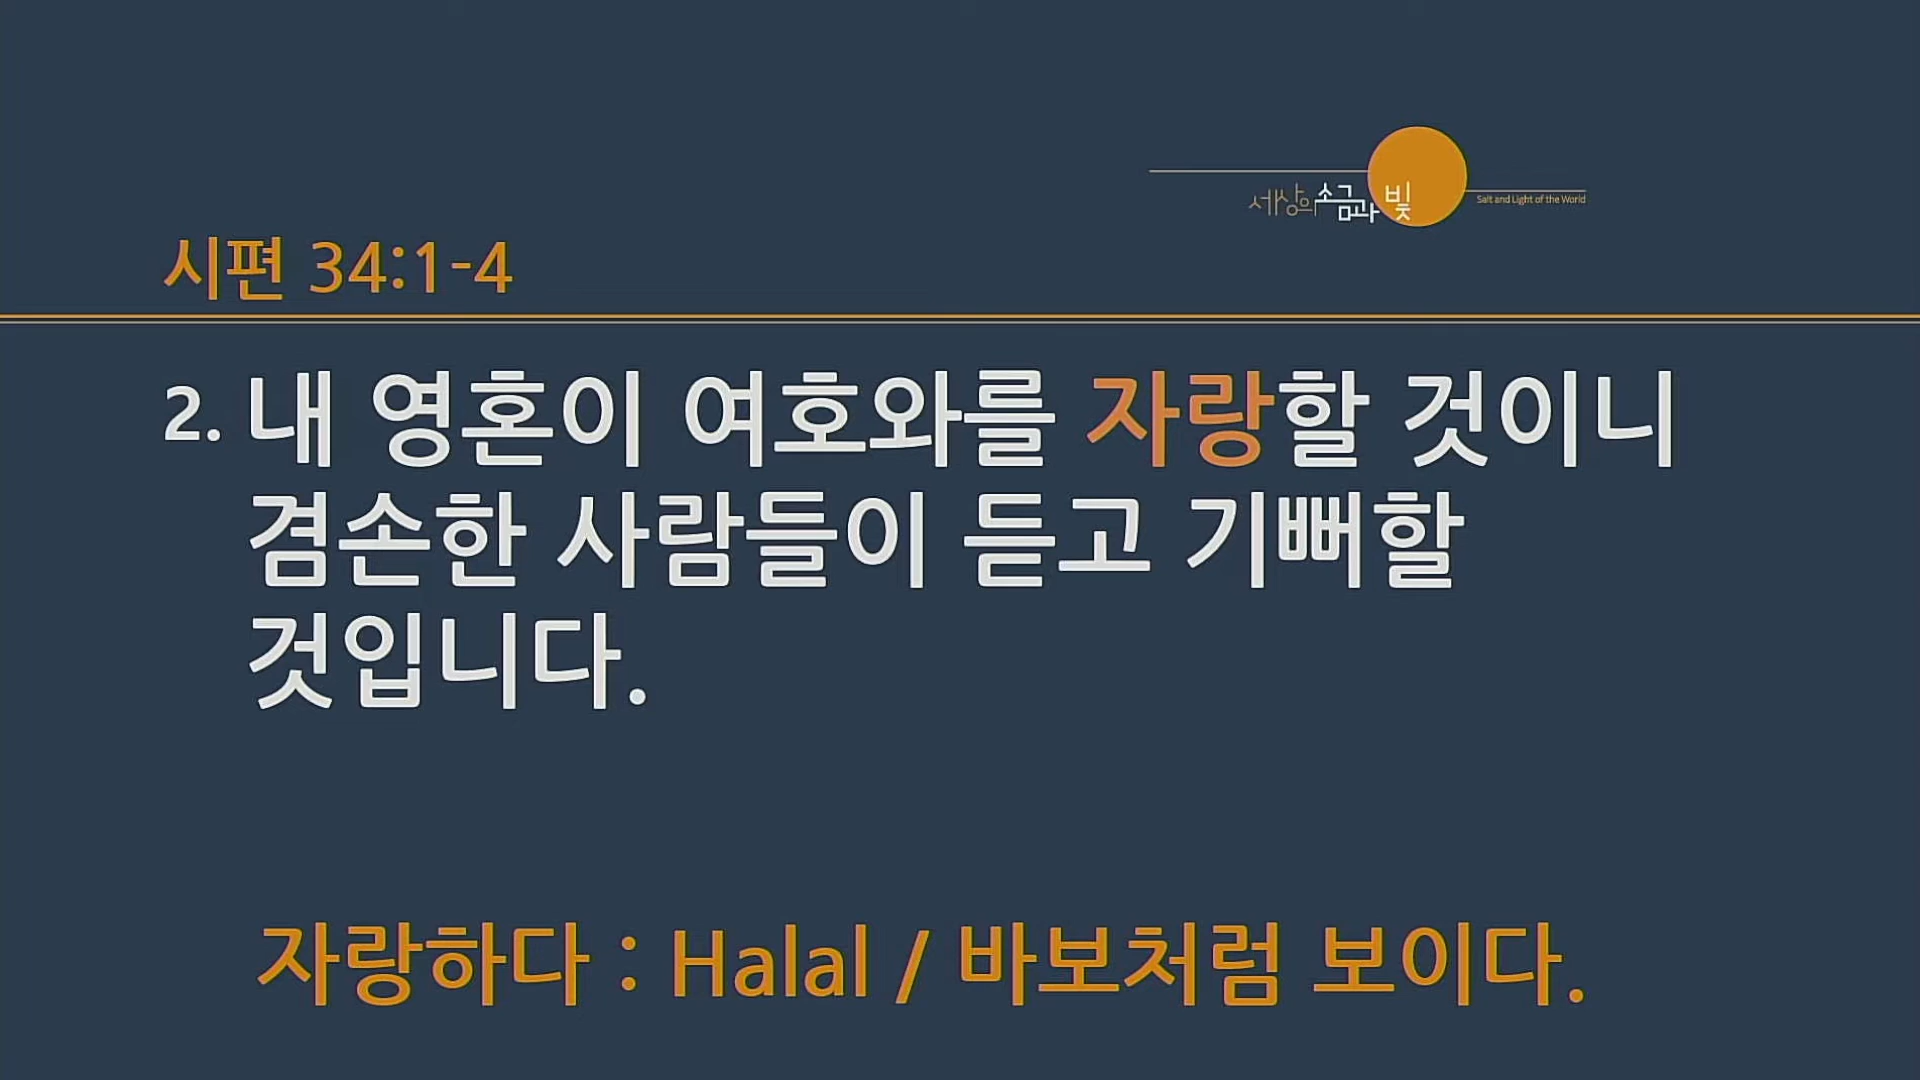 세상의 소금과 빛
Salt and Light of the World
시편 34:1-4
2. 내 영혼이 여호와를 자랑할 것이니
겸손한 사람들이 듣고 기뻐할
것입니다.
자랑하다 : Halal / 바보처럼 보이다.